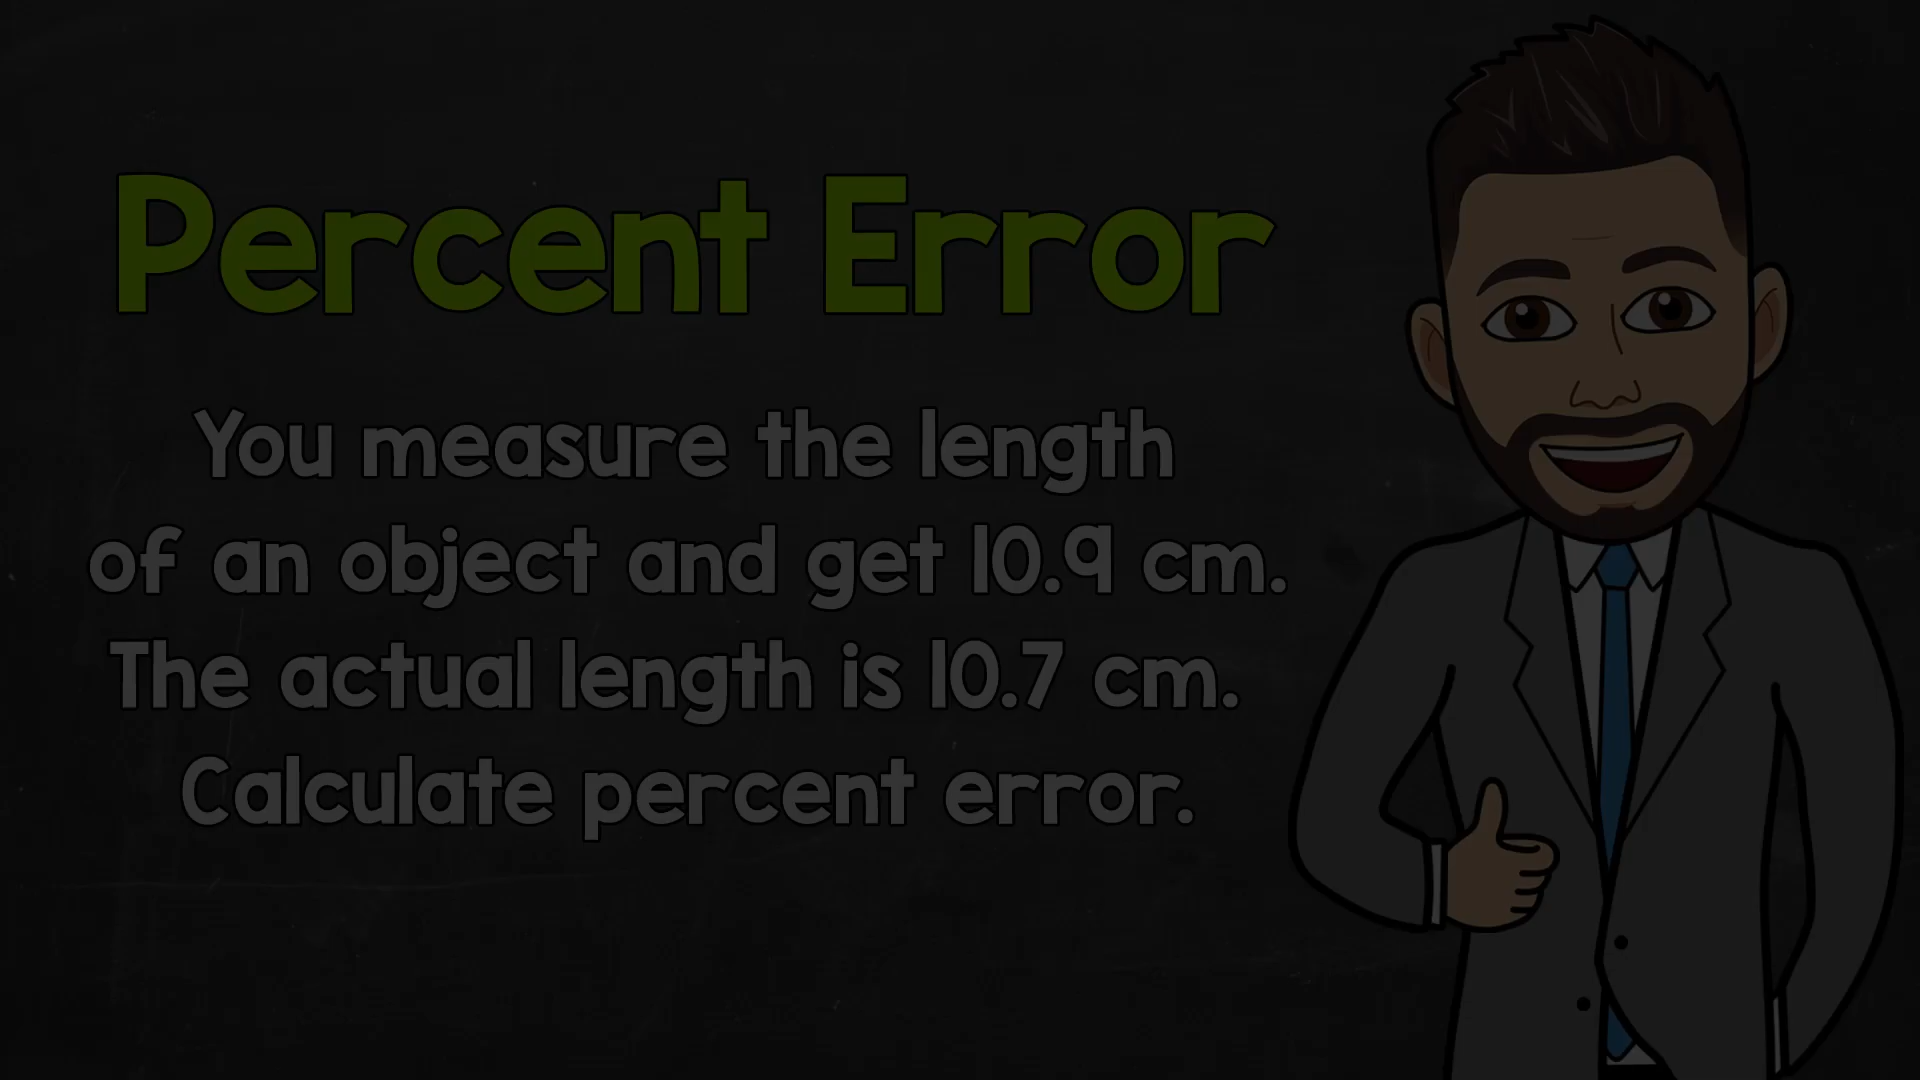 Percent Error
You measure the length
of an object and get 10.9 cm.
The actual length is 10.7 cm.
Calculate percent error.